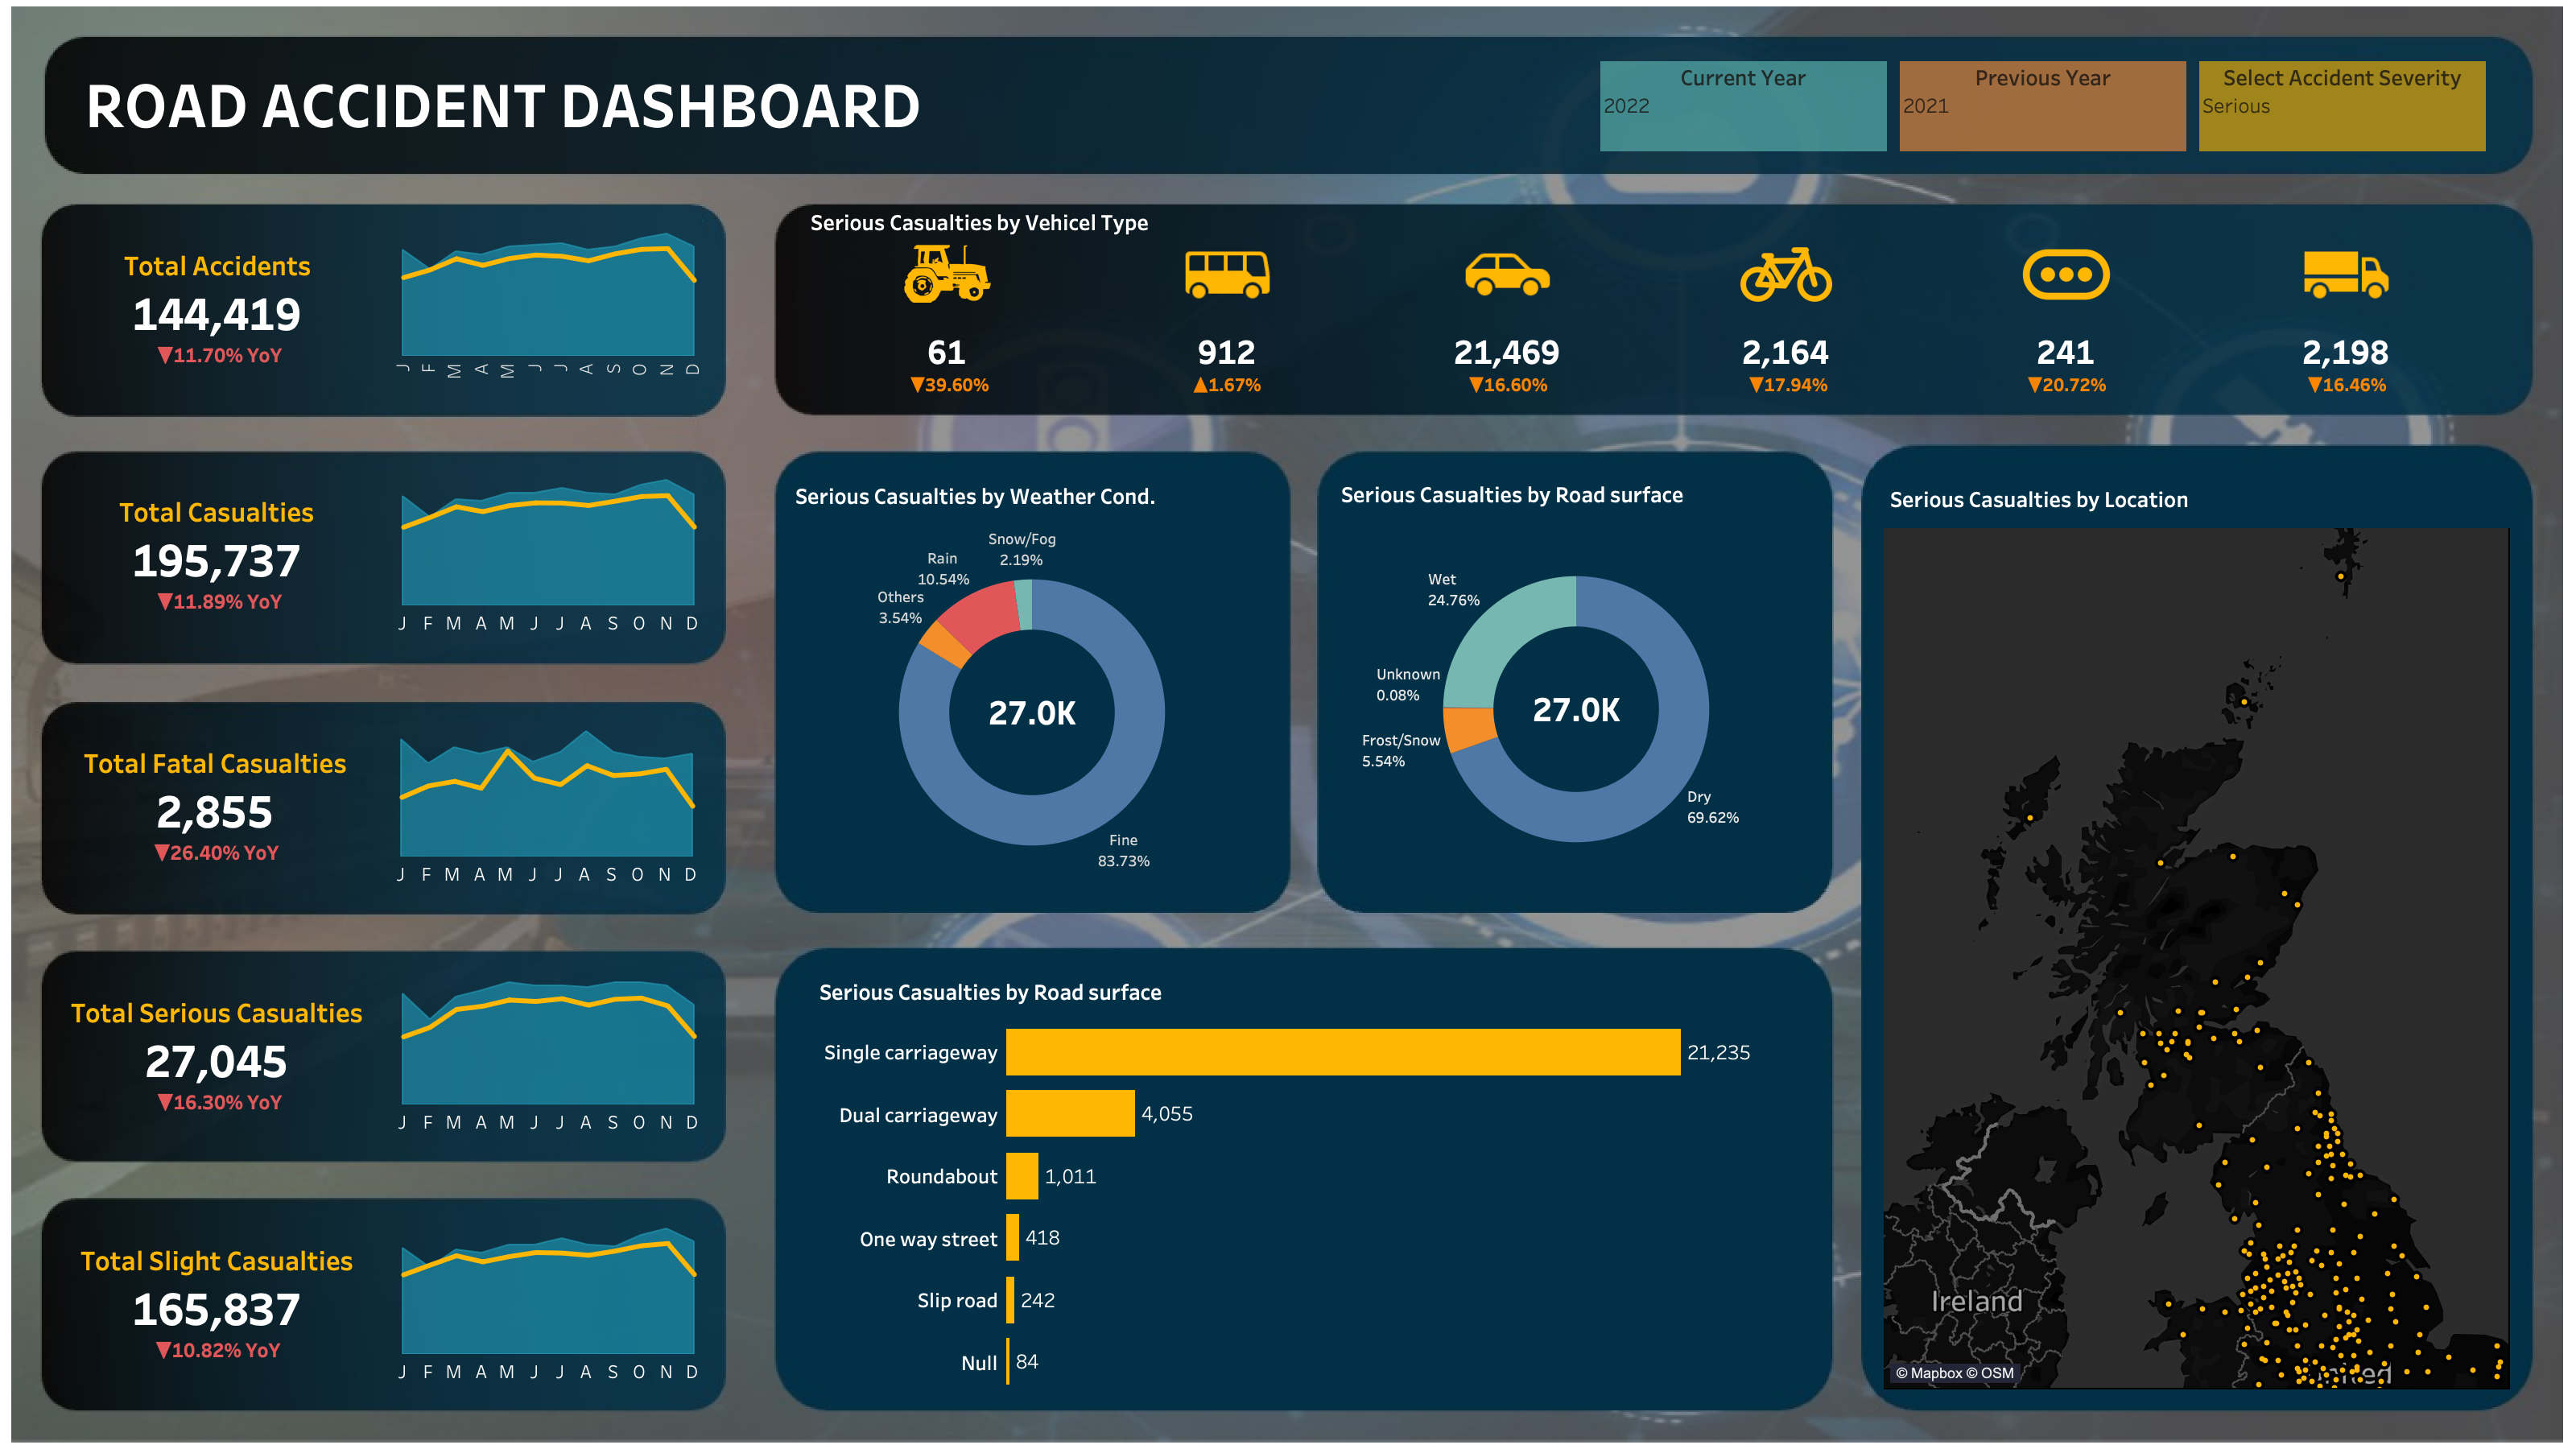 ROAD ACCIDENT DASHBOARD
Current Year
2022
Previous Year
2021
Select Accident Severity
Serious
Total Accidents
144,419
▼11.70% YoY
J F M A M J J A S O N D
Total Casualties
195,737
▼11.89% YoY
J F M A M J J A S O N D
Total Fatal Casualties
2,855
▼26.40% YoY
J F M A M J J A S O N D
Total Serious Casualties
27,045
▼16.30% YoY
J F M A M J J A S O N D
Total Slight Casualties
165,837
▼10.82% YoY
J F M A M J J A S O N D
Serious Casualties by Vehicel Type
61 912 21,469 2,164 241 2,198
▼39.60% ▲1.67% ▼16.60% ▼17.94% ▼20.72% ▼16.46%
Serious Casualties by Weather Cond.
Snow/Fog
2.19%
Rain
10.54%
Others
3.54%
27.0K
Fine
83.73%
Serious Casualties by Road surface
Wet
24.76%
Unknown
0.08%
27.0K
Frost/Snow
5.54%
Dry
69.62%
Serious Casualties by Road surface
Single carriageway 21,235
Dual carriageway 4,055
Roundabout 1,011
One way street 418
Slip road 242
Null 84
Serious Casualties by Location
Ireland
© Mapbox © OSM